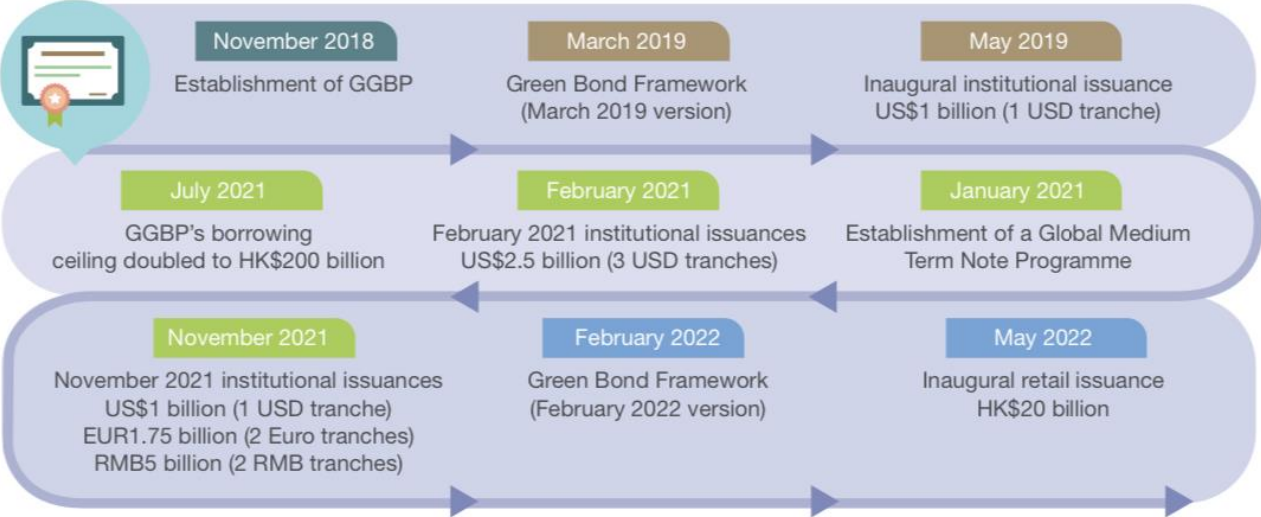 November 2018
Establishment of GGBP
March 2019
Green Bond Framework
(March 2019 version)
May 2019
Inaugural institutional issuance
US$1 billion (1 USD tranche)
July 2021
GGBP's borrowing
ceiling doubled to HK$200 billion
February 2021
February 2021 institutional issuances
US$2.5 billion (3 USD tranches)
January 2021
Establishment of a Global Medium
Term Note Programme
November 2021
November 2021 institutional issuances
US$1 billion (1 USD tranche)
EUR1.75 billion (2 Euro tranches)
RMB5 billion (2 RMB tranches)
February 2022
Green Bond Framework
(February 2022 version)
May 2022
Inaugural retail issuance
HK$20 billion